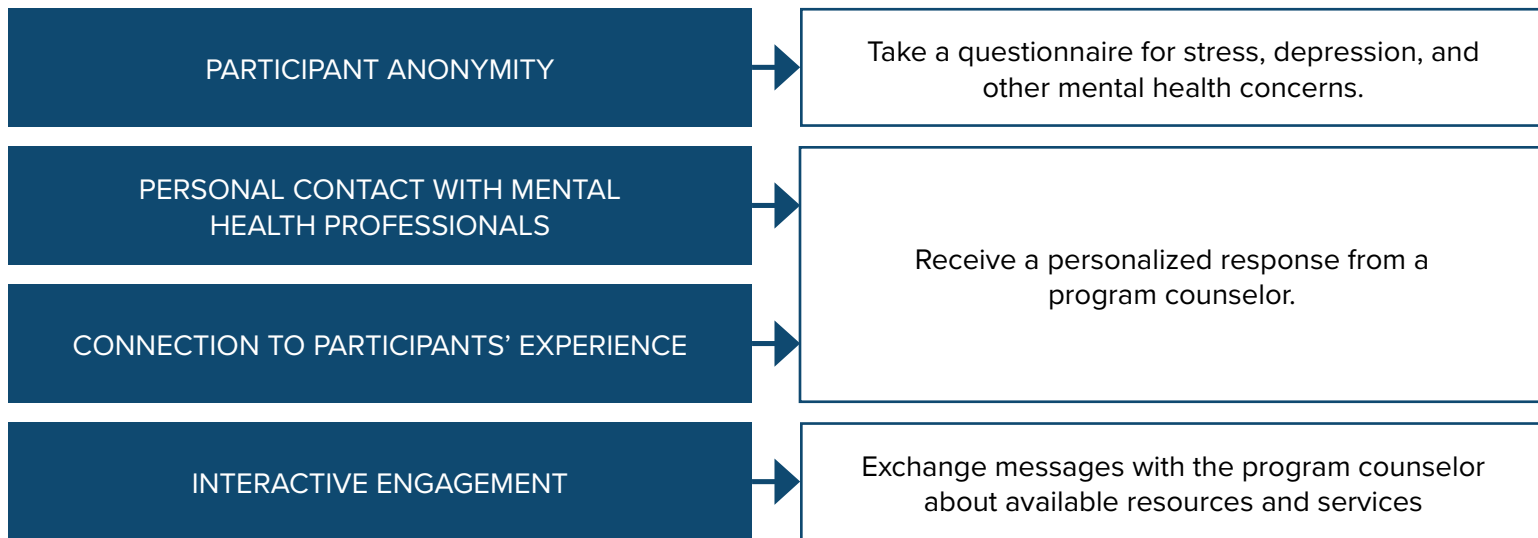 PARTICIPANT ANONYMITY
Take a questionnaire for stress, depression, and
other mental health concerns.
PERSONAL CONTACT WITH MENTAL
HEALTH PROFESSIONALS
CONNECTION TO PARTICIPANTS’ EXPERIENCE
Receive a personalized response from a
program counselor.
INTERACTIVE ENGAGEMENT
Exchange messages with the program counselor
about available resources and services